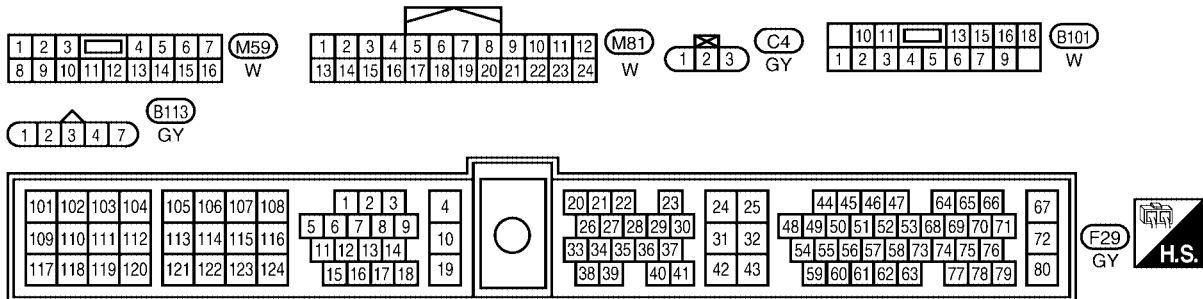 1 2 3 4 5 6 7
8 9 10 11 12 13 14 15 16
M59
W
1 2 3 4 5 6 7 8 9 10 11 12
13 14 15 16 17 18 19 20 21 22 23 24
M81
W
1 2 3
C4
GY
10 11 13 15 16 18
1 2 3 4 5 6 7 9
B101
W
1 2 3 4 7
B113
GY
101 102 103 104 105 106 107 108 1 2 3 4 20 21 22 23 24 25 44 45 46 47 64 65 66 67
5 6 7 8 9 26 27 28 29 30 48 49 50 51 52 53 68 69 70 71
109 110 111 112 113 114 115 116 11 12 13 14 10 33 34 35 36 37 31 32 54 55 56 57 58 73 74 75 76 72
117 118 119 120 121 122 123 124 15 16 17 18 19 38 39 40 41 42 43 59 60 61 62 63 77 78 79 80
F29
GY
H.S.